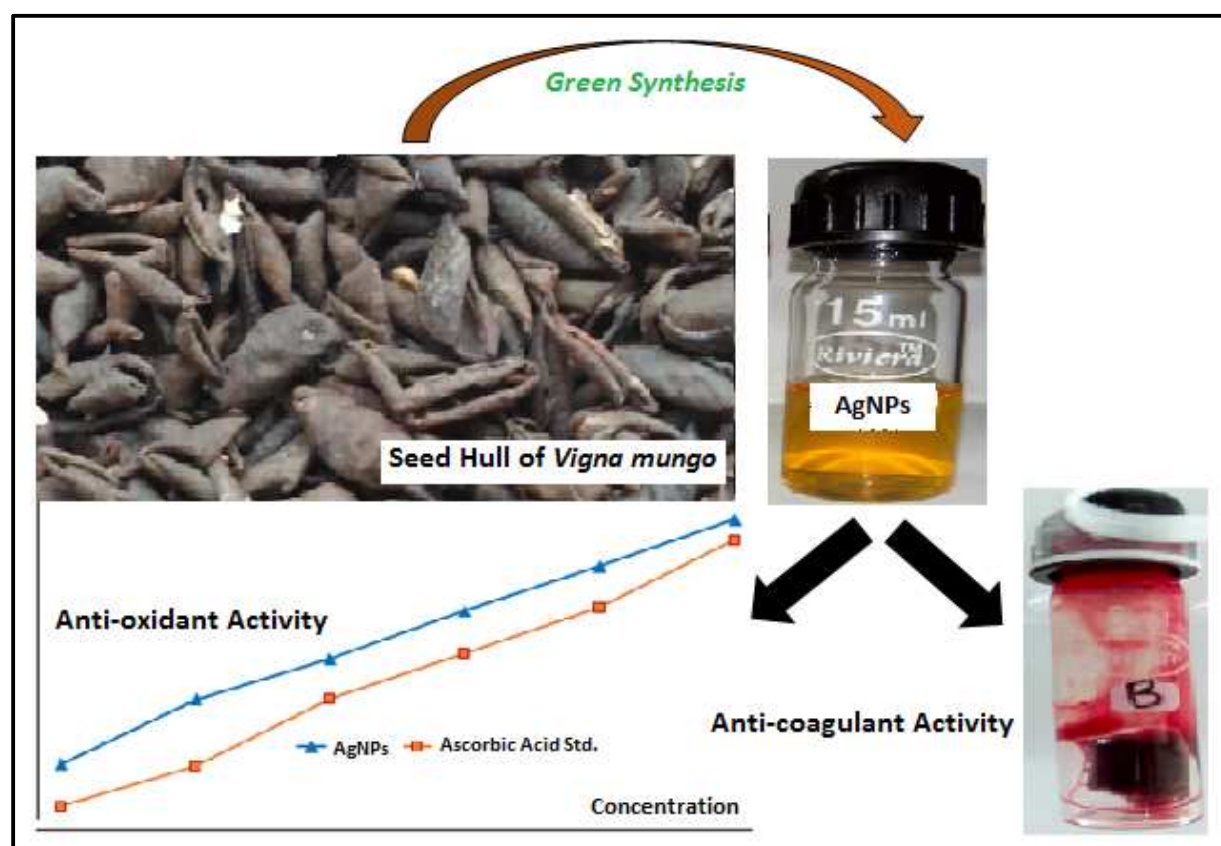 Green Synthesis
15ml
Riviera™
AgNPs
Seed Hull of Vigna mungo
Anti-oxidant Activity
B
Anti-coagulant Activity
AgNPs
Ascorbic Acid Std.
Concentration